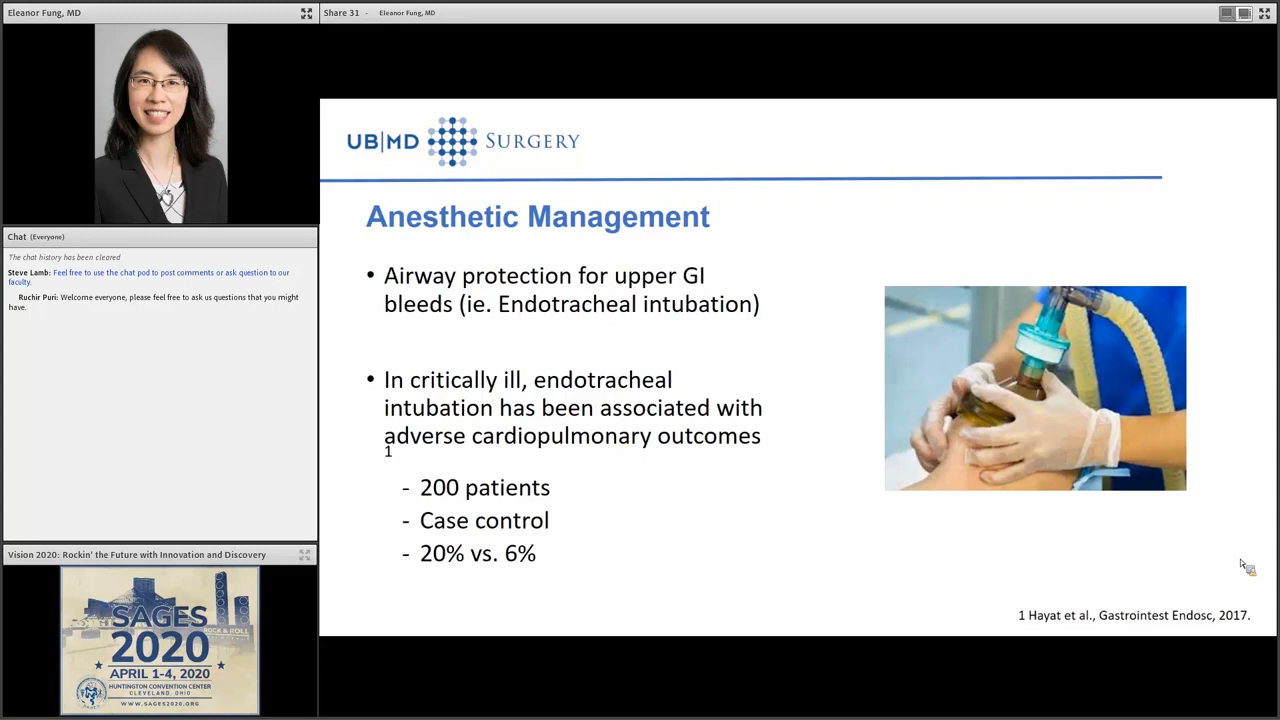 Eleanor Fung, MD
Share 31 - Eleanor Fung, MD
Chat (Everyone)
The chat history has been cleared
Steve Lamb: Feel free to use the chat pod to post comments or ask question to our
faculty.
Ruchir Puri: Welcome everyone, please feel free to ask us questions that you might
have.
Vision 2020: Rockin' the Future with Innovation and Discovery
SAGES
ROCK & ROLL
2020
APRIL 1-4, 2020
HUNTINGTON CONVENTION CENTER
CLEVELAND, OHIO
WWW.SAGES2020.ORG
SAGES
UB|MD SURGERY
Anesthetic Management
• Airway protection for upper GI
bleeds (ie. Endotracheal intubation)
• In critically ill, endotracheal
intubation has been associated with
adverse cardiopulmonary outcomes
1
- 200 patients
- Case control
- 20% vs. 6%
1 Hayat et al., Gastrointest Endosc, 2017.